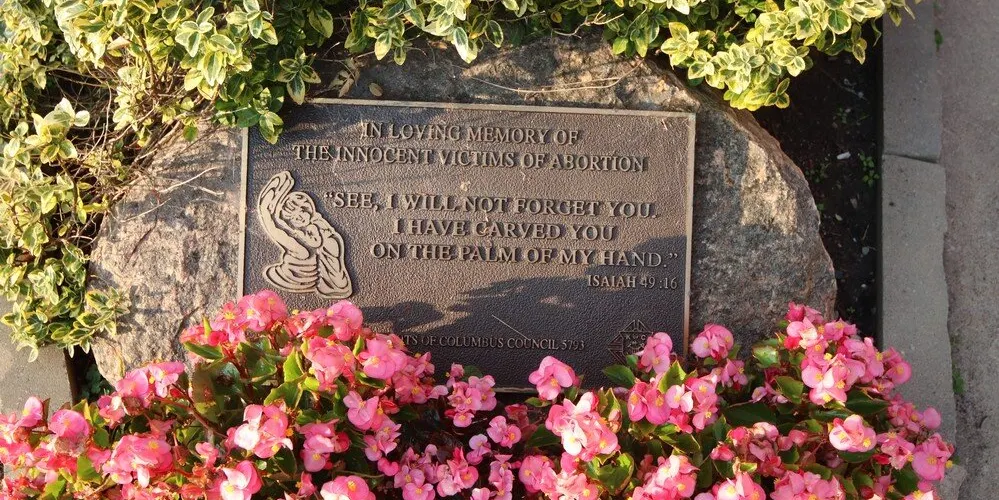 IN LOVING MEMORY OF
THE INNOCENT VICTIMS OF ABORTION
"SEE, I WILL NOT FORGET YOU.
I HAVE CARVED YOU
ON THE PALM OF MY HAND."
ISAIAH 49:16
OF COLUMBUS COUNCIL 5793